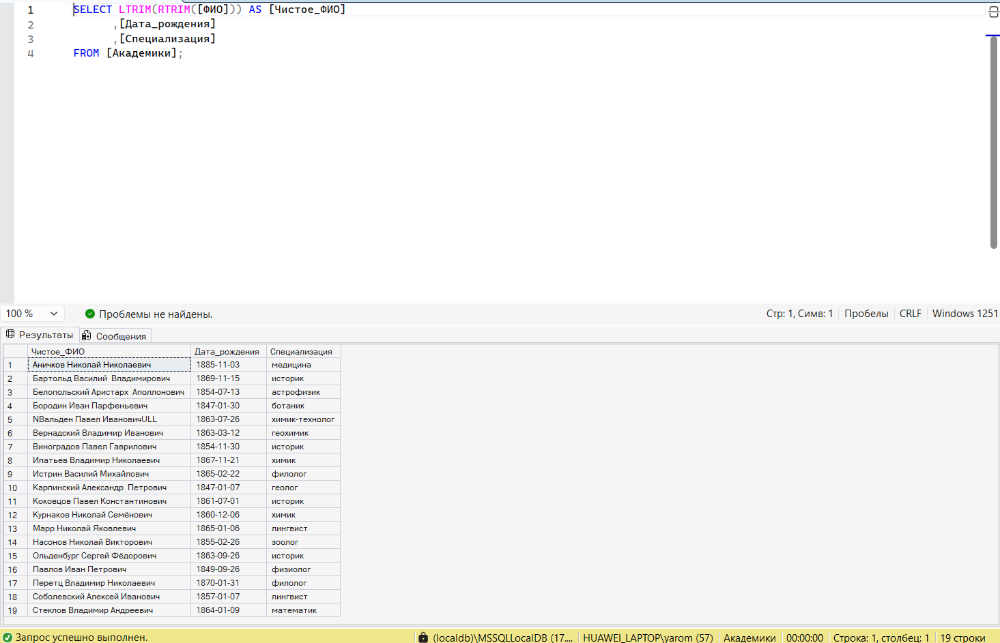 1 SELECT LTRIM(RTRIM([ФИО])) AS [Чистое_ФИО]
2 ,[Дата_рождения]
3 ,[Специализация]
4 FROM [Академики];
100 % Проблемы не найдены. Стр: 1, Симв: 1 Пробелы CRLF Windows 1251
Результаты Сообщения
Чистое_ФИО Дата_рождения Специализация
1 Аничков Николай Николаевич 1885-11-03 медицина
2 Бартольд Василий  Владимирович 1869-11-15 историк
3 Белопольский Аристарх  Аполлонович 1854-07-13 астрофизик
4 Бородин Иван Парфеньевич 1847-01-30 ботаник
5 NВальден Павел ИвановичULL 1863-07-26 химик-технолог
6 Вернадский Владимир Иванович 1863-03-12 геохимик
7 Виноградов Павел Гаврилович 1854-11-30 историк
8 Ипатьев Владимир Николаевич 1867-11-21 химик
9 Истрин Василий Михайлович 1865-02-22 филолог
10 Карпинский Александр  Петрович 1847-01-07 геолог
11 Коковцов Павел Константинович 1861-07-01 историк
12 Курнаков Николай Семёнович 1860-12-06 химик
13 Марр Николай Яковлевич 1865-01-06 лингвист
14 Насонов Николай Викторович 1855-02-26 зоолог
15 Ольденбург Сергей Фёдорович 1863-09-26 историк
16 Павлов Иван Петрович 1849-09-26 физиолог
17 Перетц Владимир Николаевич 1870-01-31 филолог
18 Соболевский Алексей Иванович 1857-01-07 лингвист
19 Стеклов Владимир Андреевич 1864-01-09 математик
Запрос успешно выполнен. (localdb)\MSSQLLocalDB (17.... HUAWEI_LAPTOP\yarom (57) Академики 00:00:00 Строка: 1, столбец: 1 19 строки